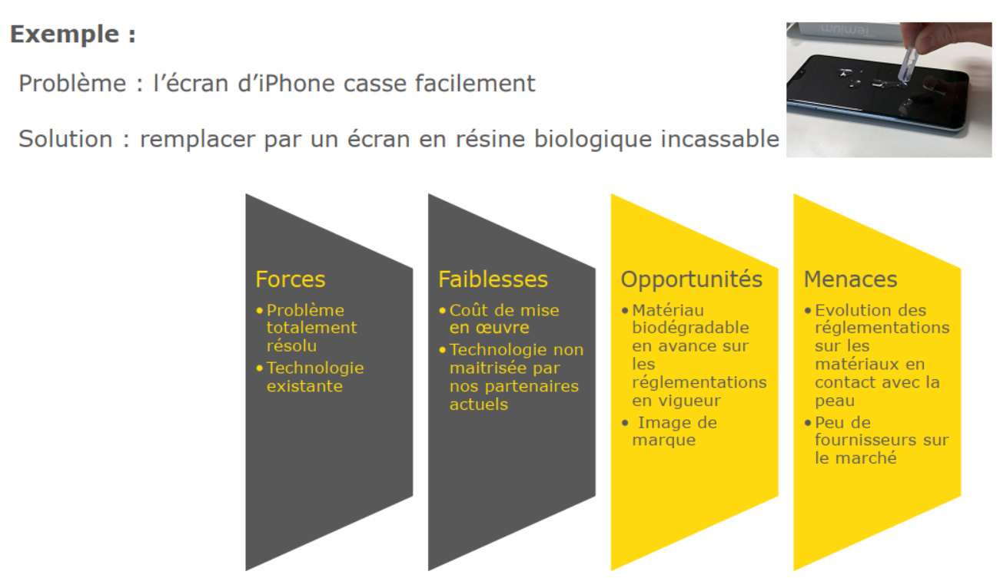 Exemple :
Problème : l’écran d’iPhone casse facilement
Solution : remplacer par un écran en résine biologique incassable
Temium
Forces
•Problème
totalement
résolu
•Technologie
existante
Faiblesses
•Coût de mise
en œuvre
•Technologie non
maitrisée par
nos partenaires
actuels
Opportunités
•Matériau
biodégradable
en avance sur
les
réglementations
en vigueur
• Image de
marque
Menaces
•Evolution des
réglementations
sur les
matériaux en
contact avec la
peau
•Peu de
fournisseurs sur
le marché